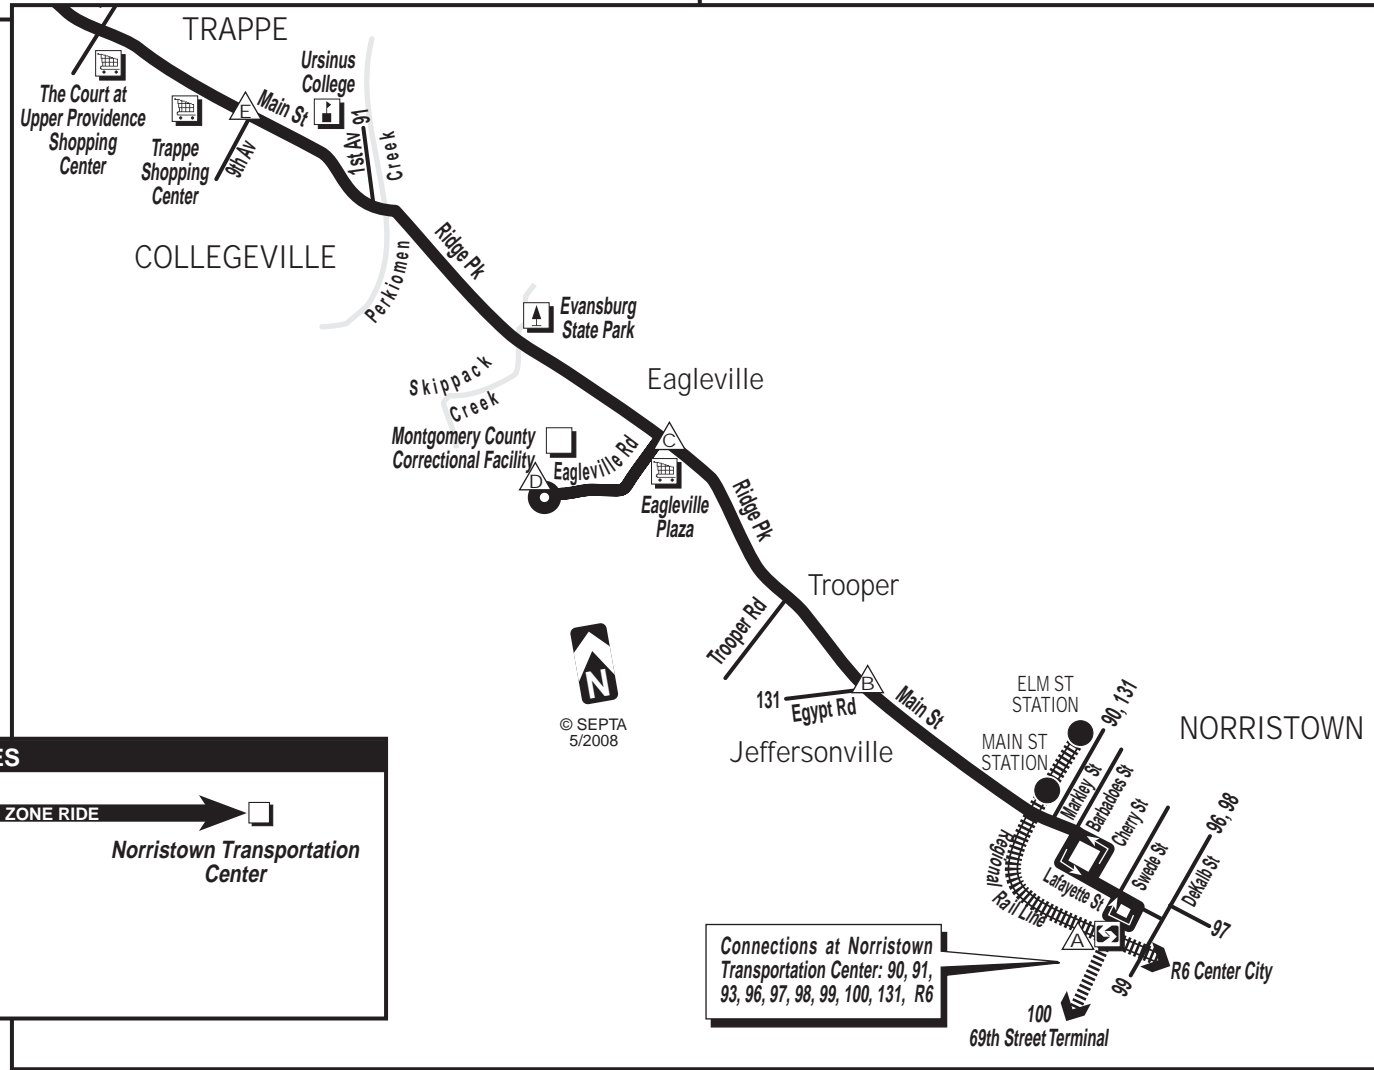 TRAPPE
Ursinus
College
The Court at
Upper Providence
Shopping
Center
Trappe
Shopping
Center
E
Main St
9th Av
1st Av
91
Creek
Perkiomen
COLLEGEVILLE
Ridge Pk
Evansburg
State Park
Skippack
Creek
Eagleville
Montgomery County
Correctional Facility
D
Eagleville Rd
C
Eagleville
Plaza
Ridge Pk
Trooper
Trooper Rd
N
© SEPTA
5/2008
131
Egypt Rd
B
Main St
Jeffersonville
ELM ST
STATION
MAIN ST
STATION
90, 131
NORRISTOWN
Markley St
Barbadoes St
Cherry St
Swede St
DeKalb St
96, 98
Lafayette St
Regional
Rail Line
97
A
99
R6 Center City
100
69th Street Terminal
Connections at Norristown
Transportation Center: 90, 91,
93, 96, 97, 98, 99, 100, 131, R6
ES
ZONE RIDE
Norristown Transportation
Center